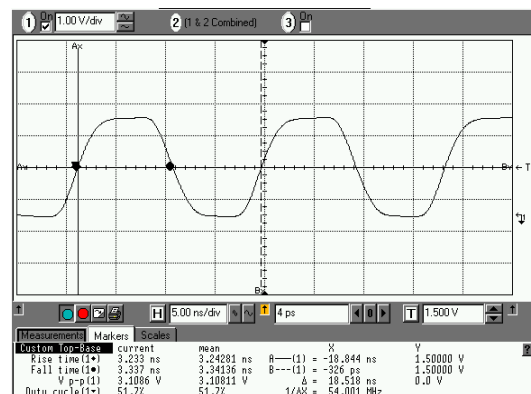 1 On 1.00 V/div 2 (1 & 2 Combined) 3 On
Ax
Bv T
H 5.00 ns/div 4 ps 0 T 1.500 V
Measurements Markers Scales
Custom Top-Base current mean X Y
Rise time(1♦) 3.233 ns 3.24281 ns A──(1) = -18.844 ns 1.50000 V
Fall time(1●) 3.337 ns 3.34136 ns B---(1) = -326 ps 1.50000 V
V p-p(1) 3.1086 V 3.10811 V Δ = 18.518 ns 0.0 V
Duty cycle(1▾) 51.7% 51.7% 1/ΔX = 54.001 MHz
?